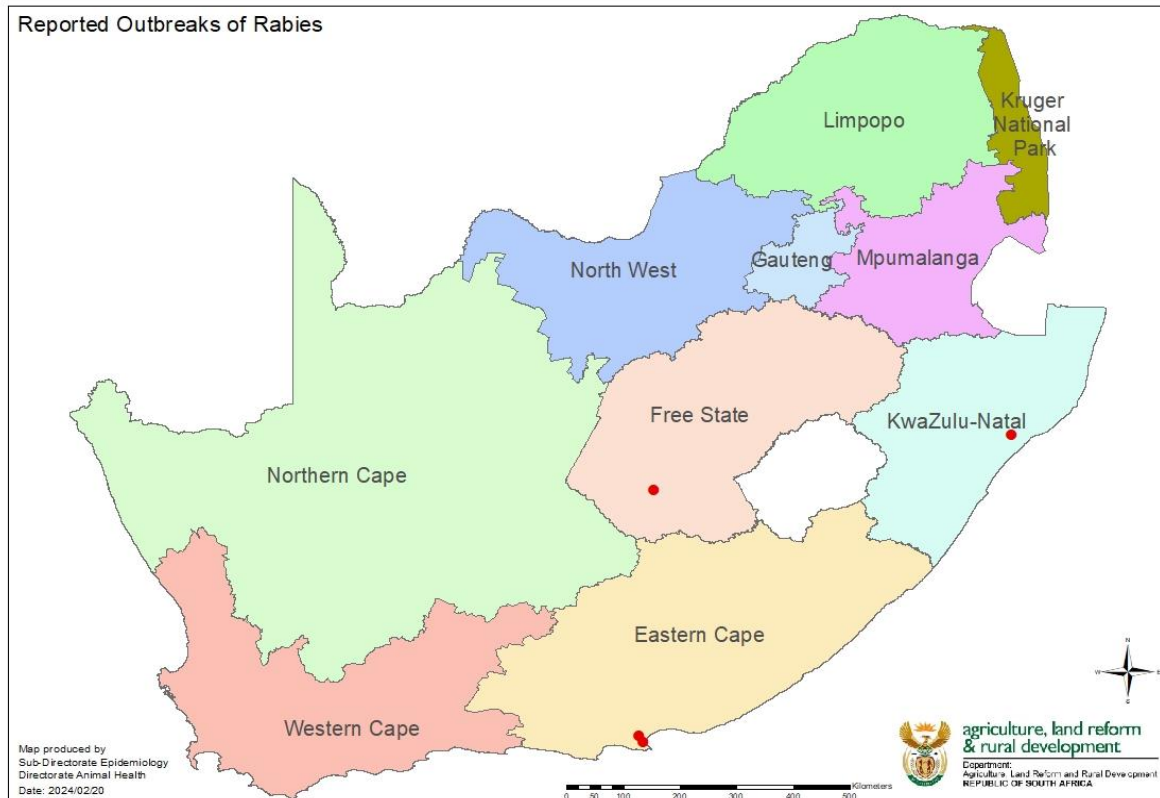 Reported Outbreaks of Rabies
Limpopo
Kruger
National
Park
North West
Gauteng
Mpumalanga
Free State
KwaZulu-Natal
Northern Cape
Eastern Cape
Western Cape
N
W
E
S
Map produced by
Sub-Directorate Epidemiology
Directorate Animal Health
Date: 2024/02/20
Kilometers
0 50 100 200 300 400 500
agriculture, land reform
& rural development
Department:
Agriculture, Land Reform and Rural Development
REPUBLIC OF SOUTH AFRICA